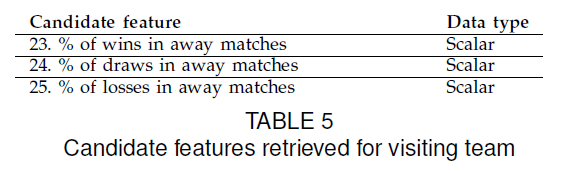 Candidate feature Data type
23. % of wins in away matches Scalar
24. % of draws in away matches Scalar
25. % of losses in away matches Scalar
TABLE 5
Candidate features retrieved for visiting team